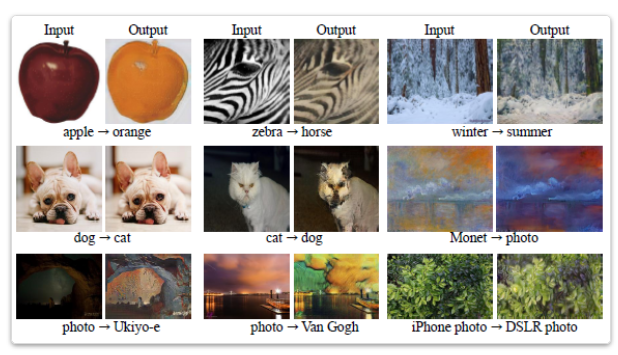 Input Output Input Output Input Output
apple → orange zebra → horse winter → summer
dog → cat cat → dog Monet → photo
photo → Ukiyo-e photo → Van Gogh iPhone photo → DSLR photo